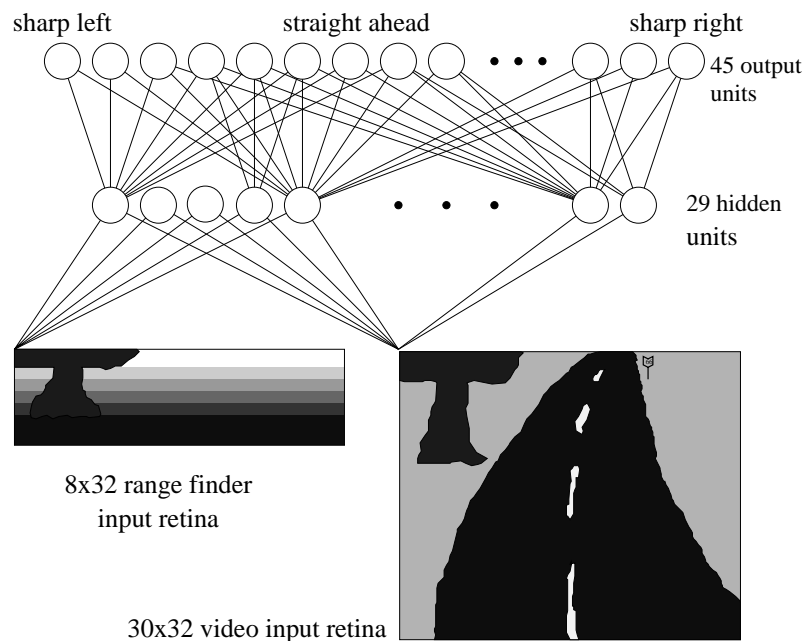 sharp left
straight ahead
sharp right
45 output
units
29 hidden
units
8x32 range finder
input retina
30x32 video input retina